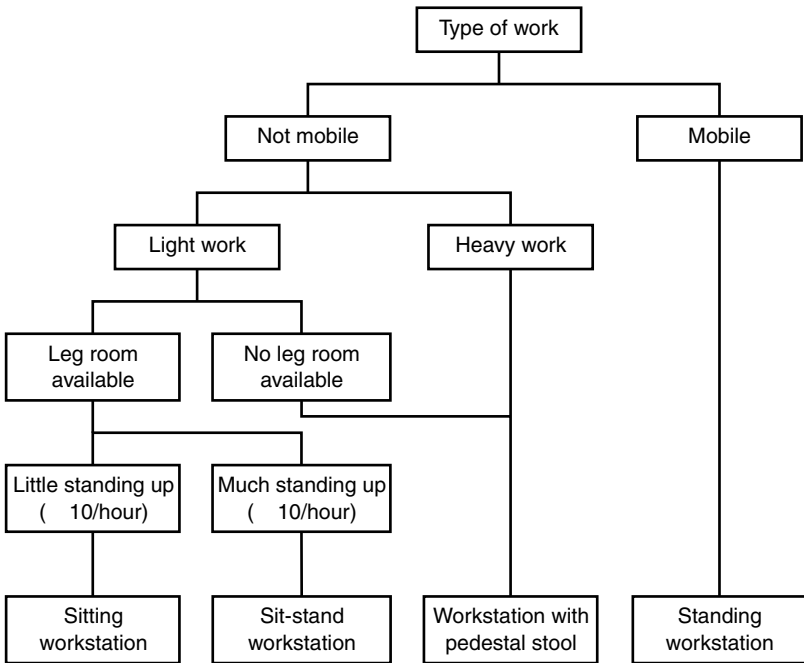 Type of work
Not mobile
Mobile
Light work
Heavy work
Leg room
available
No leg room
available
Little standing up
(   10/hour)
Much standing up
(   10/hour)
Sitting
workstation
Sit-stand
workstation
Workstation with
pedestal stool
Standing
workstation